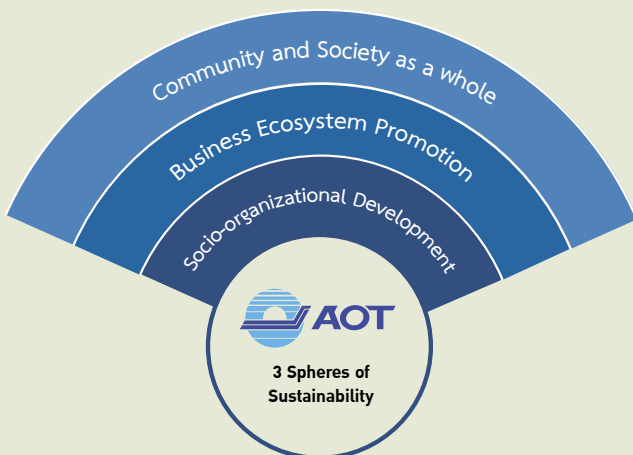 Community and Society as a whole
Business Ecosystem Promotion
Socio-organizational Development
AOT
3 Spheres of
Sustainability